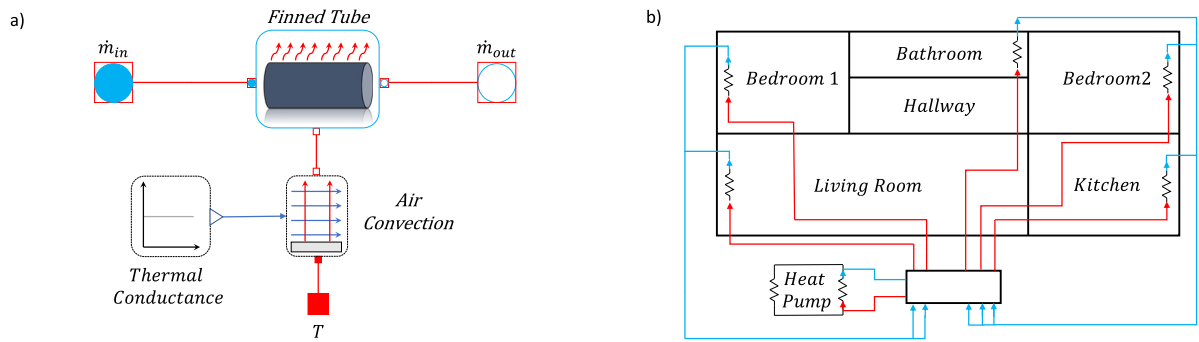 a)
Finned Tube
ṁin
ṁout
Air
Convection
Thermal
Conductance
T
b)
Bathroom
Bedroom 1
Bedroom2
Hallway
Living Room
Kitchen
Heat
Pump